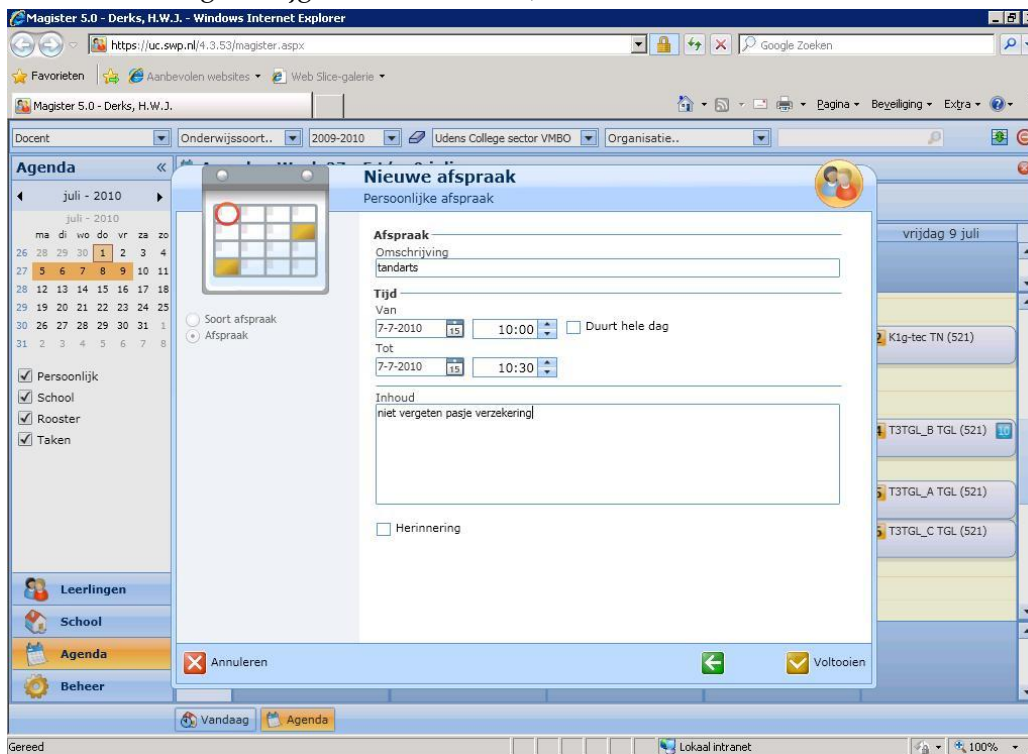 Magister 5.0 - Derks, H.W.J. - Windows Internet Explorer
https://uc.swp.nl/4.3.53/magister.aspx
Google Zoeken
Favorieten Aanbevolen websites Web Slice-galerie
Magister 5.0 - Derks, H.W.J.
Pagina Beveiliging Extra
Docent Onderwijssoort.. 2009-2010 Udens College sector VMBO Organisatie..
Agenda «
juli - 2010
juli - 2010
ma di wo do vr za zo
26 28 29 30 1 2 3 4
27 5 6 7 8 9 10 11
28 12 13 14 15 16 17 18
29 19 20 21 22 23 24 25
30 26 27 28 29 30 31 1
31 2 3 4 5 6 7 8
Persoonlijk
School
Rooster
Taken
Leerlingen
School
Agenda
Beheer
Nieuwe afspraak
Persoonlijke afspraak
Soort afspraak
Afspraak
Afspraak
Omschrijving
tandarts
Tijd
Van
7-7-2010 15 10:00 Duurt hele dag
Tot
7-7-2010 15 10:30
Inhoud
niet vergeten pasje verzekering
Herinnering
Annuleren
Voltooien
vrijdag 9 juli
K1g-tec TN (521)
T3TGL_B TGL (521) 10
T3TGL_A TGL (521)
T3TGL_C TGL (521)
Vandaag Agenda
Gereed Lokaal intranet 100%